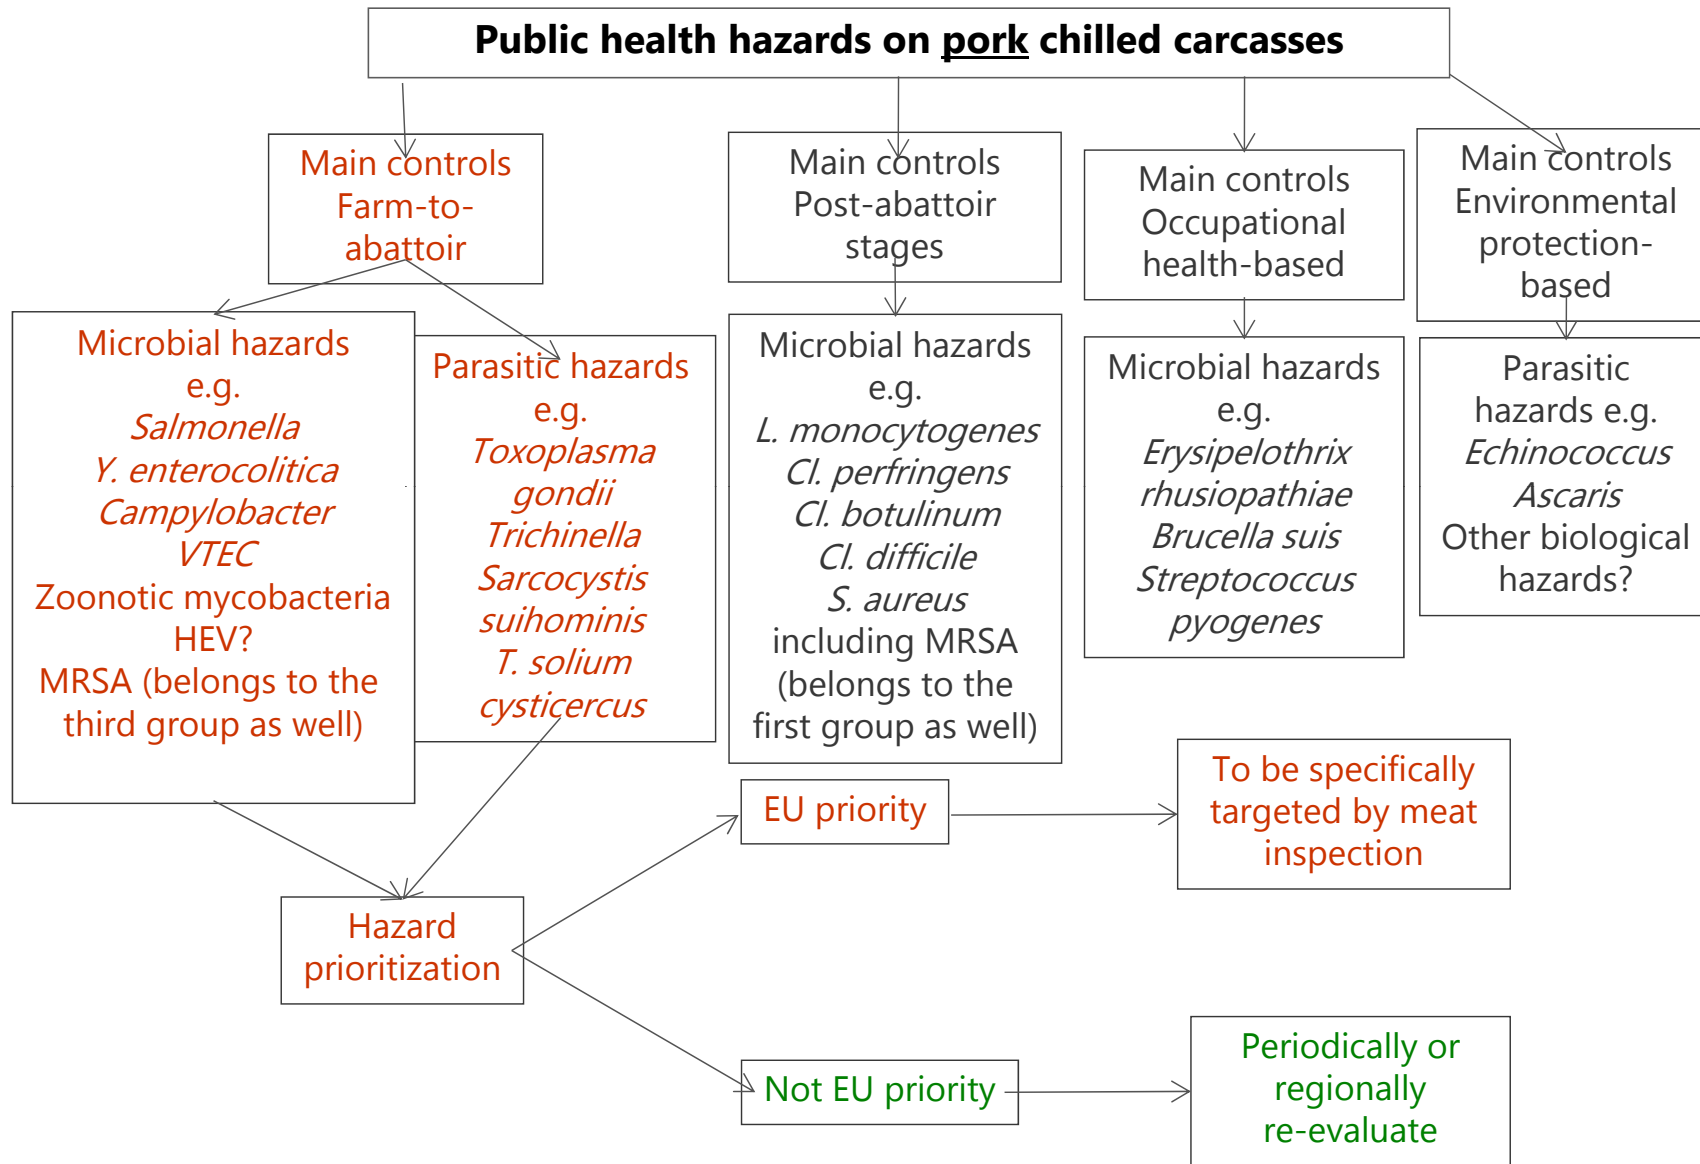 Public health hazards on pork chilled carcasses
Main controls
Farm-to-
abattoir
Main controls
Post-abattoir
stages
Main controls
Occupational
health-based
Main controls
Environmental
protection-
based
Microbial hazards
e.g.
Salmonella
Y. enterocolitica
Campylobacter
VTEC
Zoonotic mycobacteria
HEV?
MRSA (belongs to the
third group as well)
Parasitic hazards
e.g.
Toxoplasma
gondii
Trichinella
Sarcocystis
suihominis
T. solium
cysticercus
Microbial hazards
e.g.
L. monocytogenes
Cl. perfringens
Cl. botulinum
Cl. difficile
S. aureus
including MRSA
(belongs to the
first group as well)
Microbial hazards
e.g.
Erysipelothrix
rhusiopathiae
Brucella suis
Streptococcus
pyogenes
Parasitic
hazards e.g.
Echinococcus
Ascaris
Other biological
hazards?
EU priority
To be specifically
targeted by meat
inspection
Hazard
prioritization
Not EU priority
Periodically or
regionally
re-evaluate